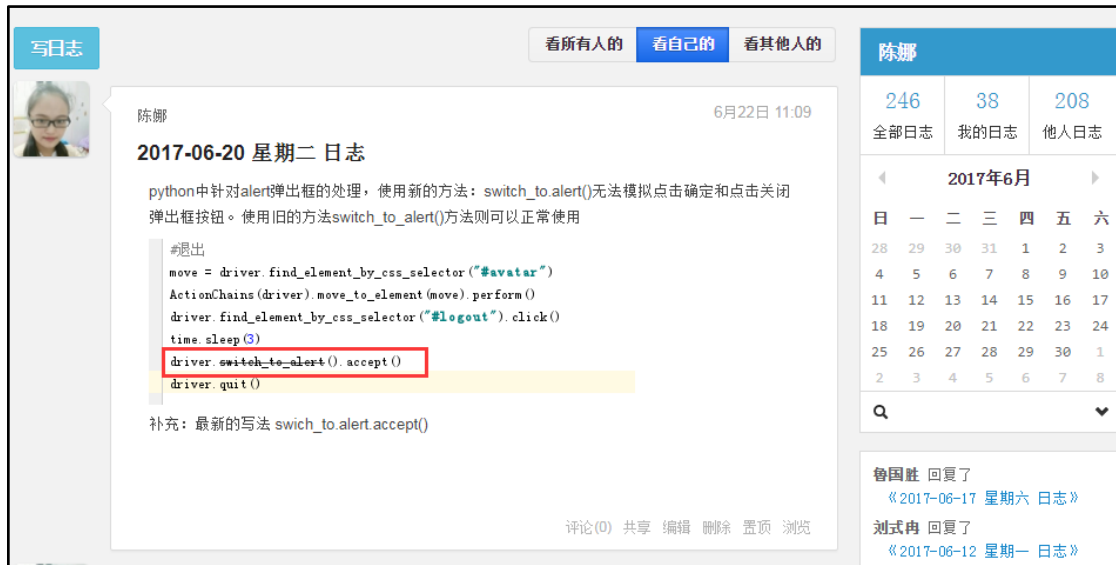 写日志
看所有人的 看自己的 看其他人的
陈娜
6月22日 11:09
2017-06-20 星期二 日志
python中针对alert弹出框的处理，使用新的方法：switch_to.alert()无法模拟点击确定和点击关闭
弹出框按钮。使用旧的方法switch_to_alert()方法则可以正常使用
#退出
move = driver.find_element_by_css_selector("#avatar")
ActionChains(driver).move_to_element(move).perform()
driver.find_element_by_css_selector("#logout").click()
time.sleep(3)
driver.switch_to_alert().accept()
driver.quit()
补充：最新的写法 swich_to.alert.accept()
评论(0) 共享 编辑 删除 置顶 浏览
陈娜
246 38 208
全部日志 我的日志 他人日志
2017年6月
日 一 二 三 四 五 六
28 29 30 31 1 2 3
4 5 6 7 8 9 10
11 12 13 14 15 16 17
18 19 20 21 22 23 24
25 26 27 28 29 30 1
2 3 4 5 6 7 8
鲁国胜 回复了
《2017-06-17 星期六 日志》
刘式冉 回复了
《2017-06-12 星期一 日志》